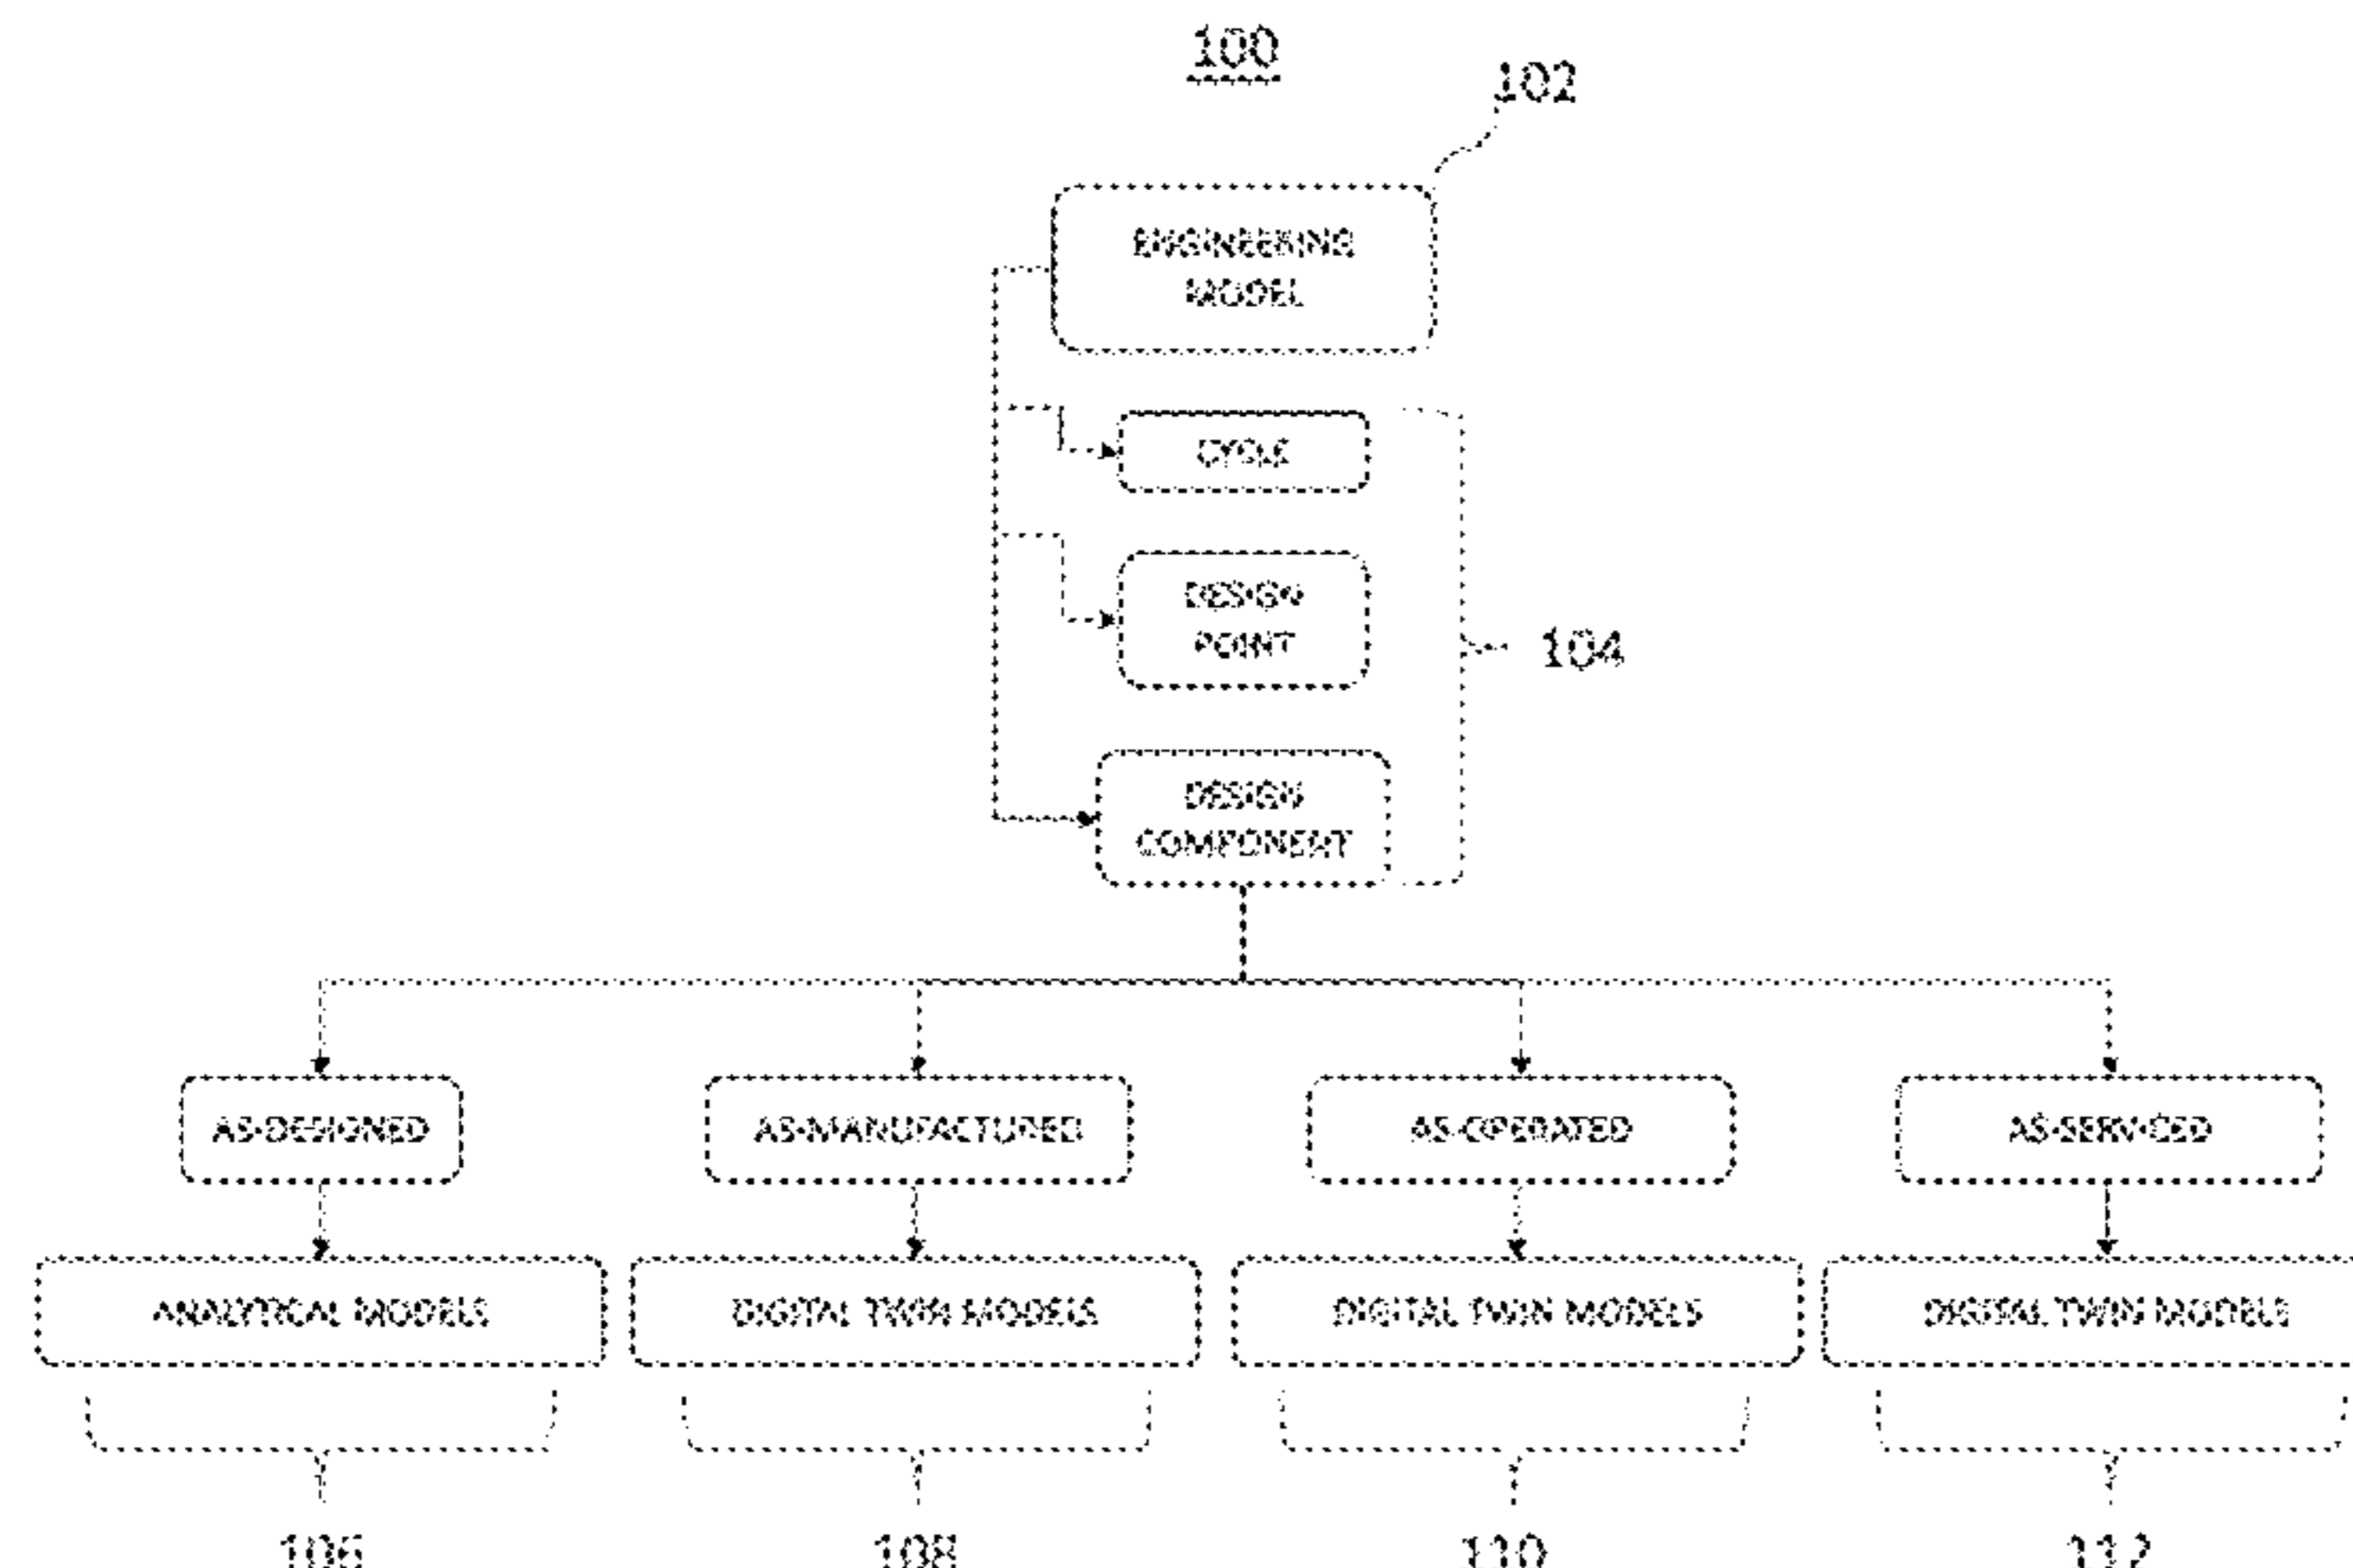 100
102
ENGINEERING
MODEL
CYCLE
DESIGN
POINT
104
DESIGN
COMPONENT
AS-DESIGNED
AS-MANUFACTURED
AS-OPERATED
AS-SERVICED
ANALYTICAL MODELS
DIGITAL TWIN MODELS
DIGITAL TWIN MODELS
DIGITAL TWIN MODELS
106
108
110
112